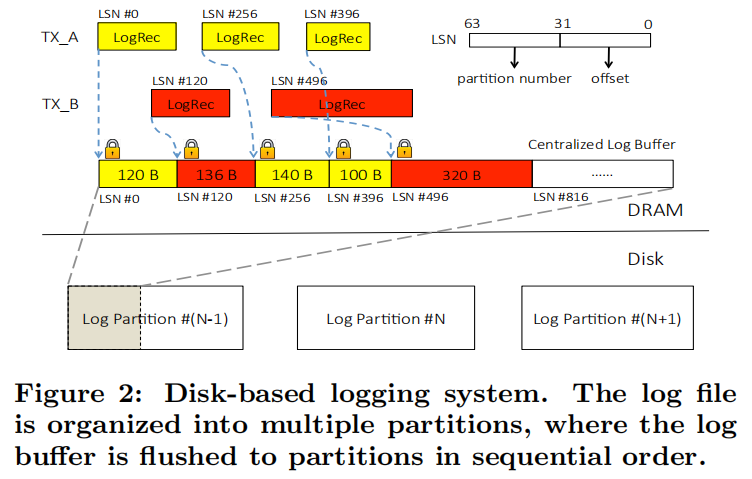 LSN #0 LSN #256 LSN #396
TX_A LogRec LogRec LogRec
63 31 0
LSN
partition number offset
LSN #120 LSN #496
TX_B LogRec LogRec
Centralized Log Buffer
120 B 136 B 140 B 100 B 320 B ......
LSN #0 LSN #120 LSN #256 LSN #396 LSN #496 LSN #816
DRAM
Disk
Log Partition #(N-1) Log Partition #N Log Partition #(N+1)
Figure 2: Disk-based logging system. The log file
is organized into multiple partitions, where the log
buffer is flushed to partitions in sequential order.